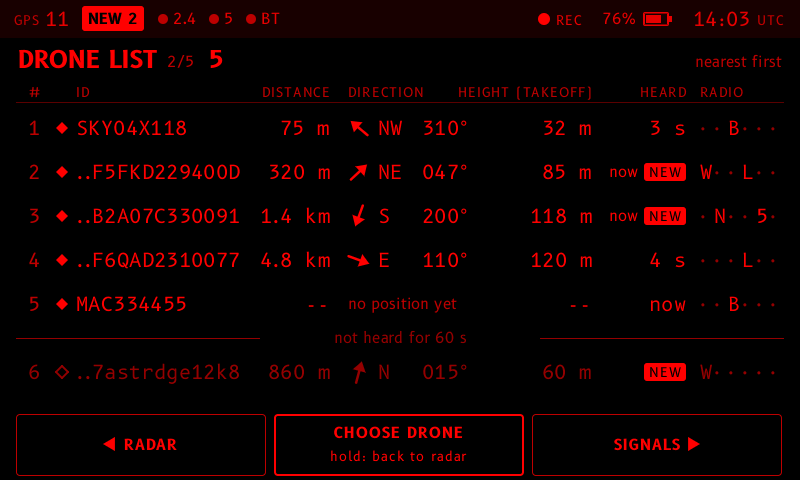 GPS 11 NEW 2 2.4 5 BT REC 76% 14:03 UTC
DRONE LIST 2/5 5 nearest first
# ID DISTANCE DIRECTION HEIGHT [TAKEOFF] HEARD RADIO
1 SKY04X118 75 m NW 310° 32 m 3 s · · B · · ·
2 ..F5FKD229400D 320 m NE 047° 85 m now NEW W · · L · ·
3 ..B2A07C330091 1.4 km S 200° 118 m now NEW · N · · 5 ·
4 ..F6QAD2310077 4.8 km E 110° 120 m 4 s · · · L · ·
5 MAC334455 -- no position yet -- now · · B · · ·
not heard for 60 s
6 ..7astrdge12k8 860 m N 015° 60 m NEW W · · · · ·
◀ RADAR CHOOSE DRONE SIGNALS ▶
hold: back to radar